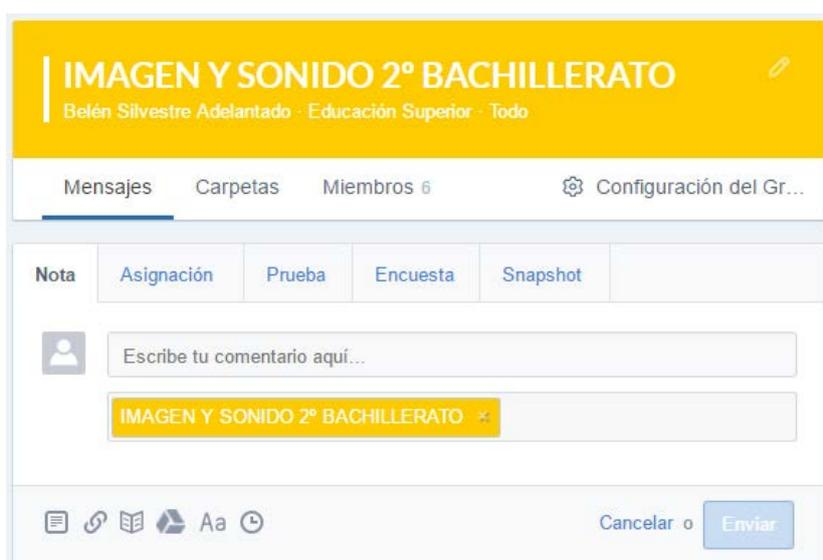 IMAGEN Y SONIDO 2º BACHILLERATO
Belén Silvestre Adelantado · Educación Superior · Todo
Mensajes Carpetas Miembros 6 Configuración del Gr...
Nota Asignación Prueba Encuesta Snapshot
Escribe tu comentario aquí...
IMAGEN Y SONIDO 2º BACHILLERATO ×
Aa Cancelar o Enviar